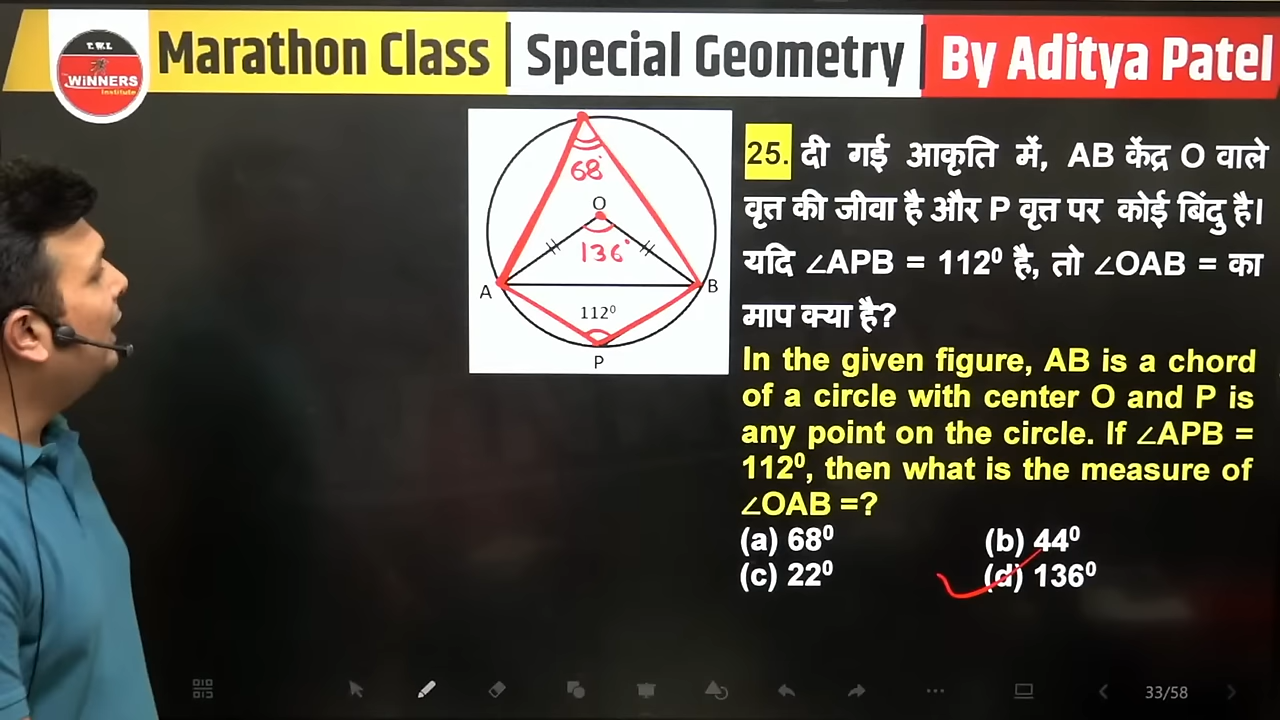 T.W.I.
The WINNERS
Institute
Marathon Class | Special Geometry | By Aditya Patel
68°
O
136°
A
B
112⁰
P
25. दी गई आकृति में, AB केंद्र O वाले
वृत्त की जीवा है और P वृत्त पर कोई बिंदु है।
यदि ∠APB = 112⁰ है, तो ∠OAB = का
माप क्या है?
In the given figure, AB is a chord
of a circle with center O and P is
any point on the circle. If ∠APB =
112⁰, then what is the measure of
∠OAB =?
(a) 68⁰ (b) 44⁰
(c) 22⁰ (d) 136⁰
33/58